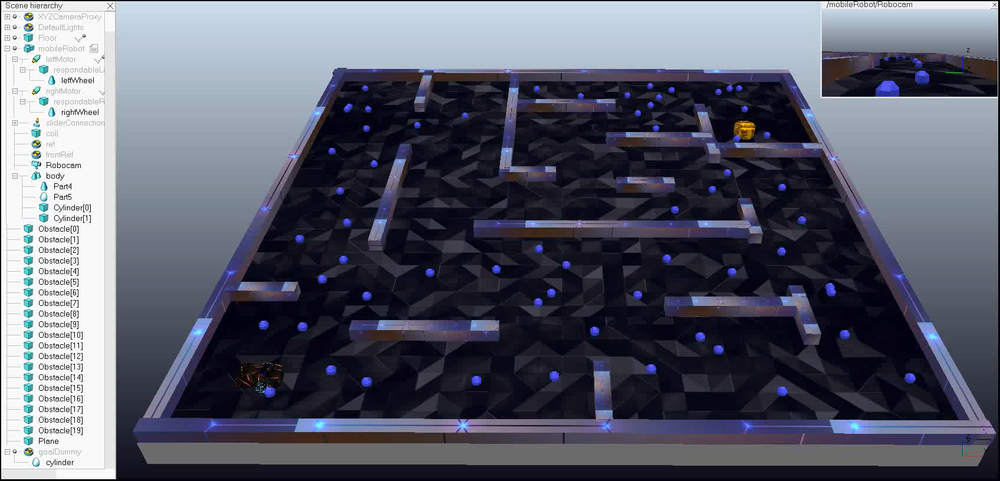 Scene hierarchy
XYZCameraProxy
DefaultLights
Floor
mobileRobot
leftMotor
respondableL
leftWheel
rightMotor
respondableR
rightWheel
sliderConnection
coll
ref
frontRef
Robocam
body
Part4
Part5
Cylinder[0]
Cylinder[1]
Obstacle[0]
Obstacle[1]
Obstacle[2]
Obstacle[3]
Obstacle[4]
Obstacle[5]
Obstacle[6]
Obstacle[7]
Obstacle[8]
Obstacle[9]
Obstacle[10]
Obstacle[11]
Obstacle[12]
Obstacle[13]
Obstacle[14]
Obstacle[15]
Obstacle[16]
Obstacle[17]
Obstacle[18]
Obstacle[19]
Plane
goalDummy
cylinder
/mobileRobot/Robocam
z
x